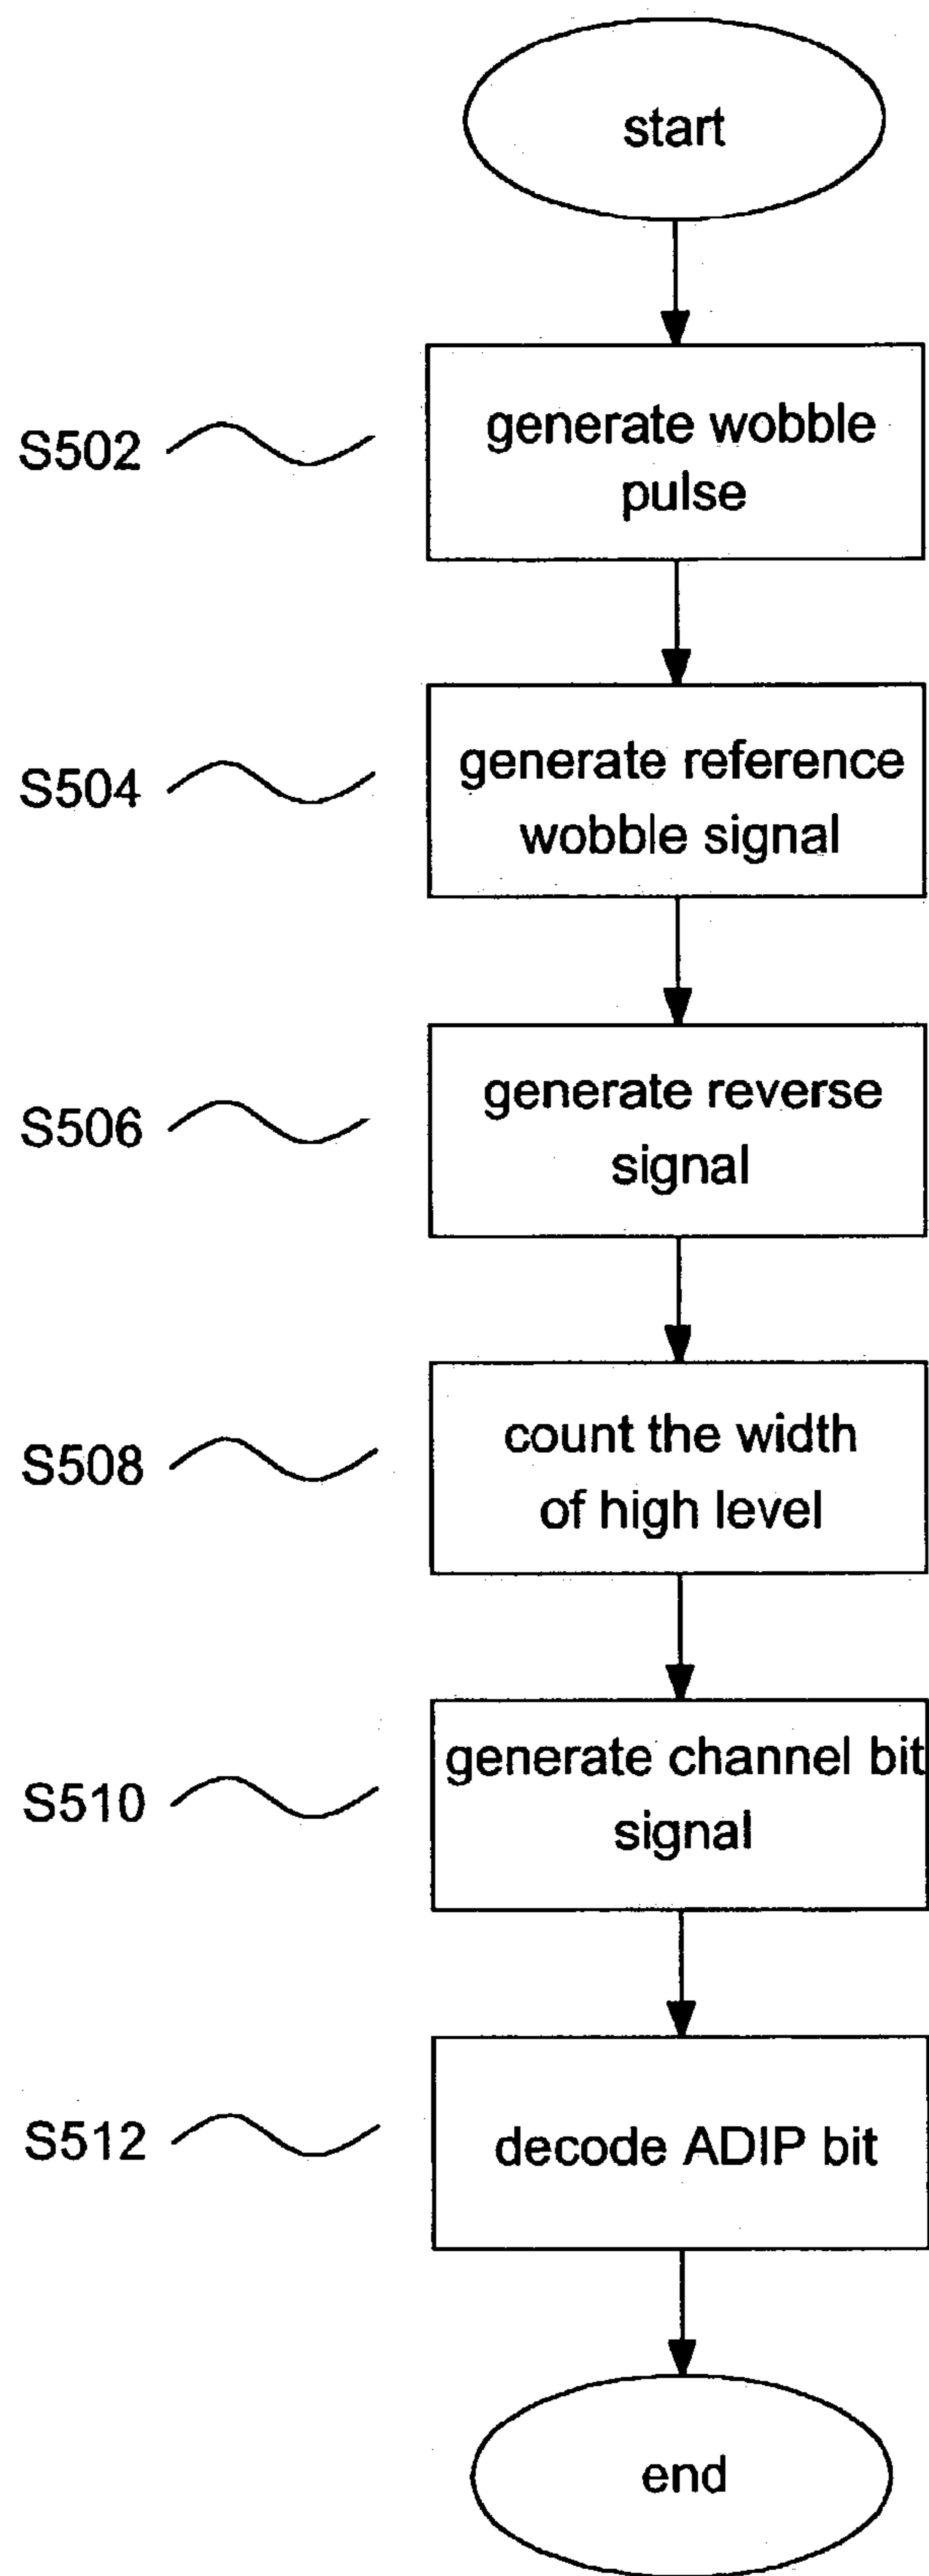 start
S502
generate wobble
pulse
S504
generate reference
wobble signal
S506
generate reverse
signal
S508
count the width
of high level
S510
generate channel bit
signal
S512
decode ADIP bit
end